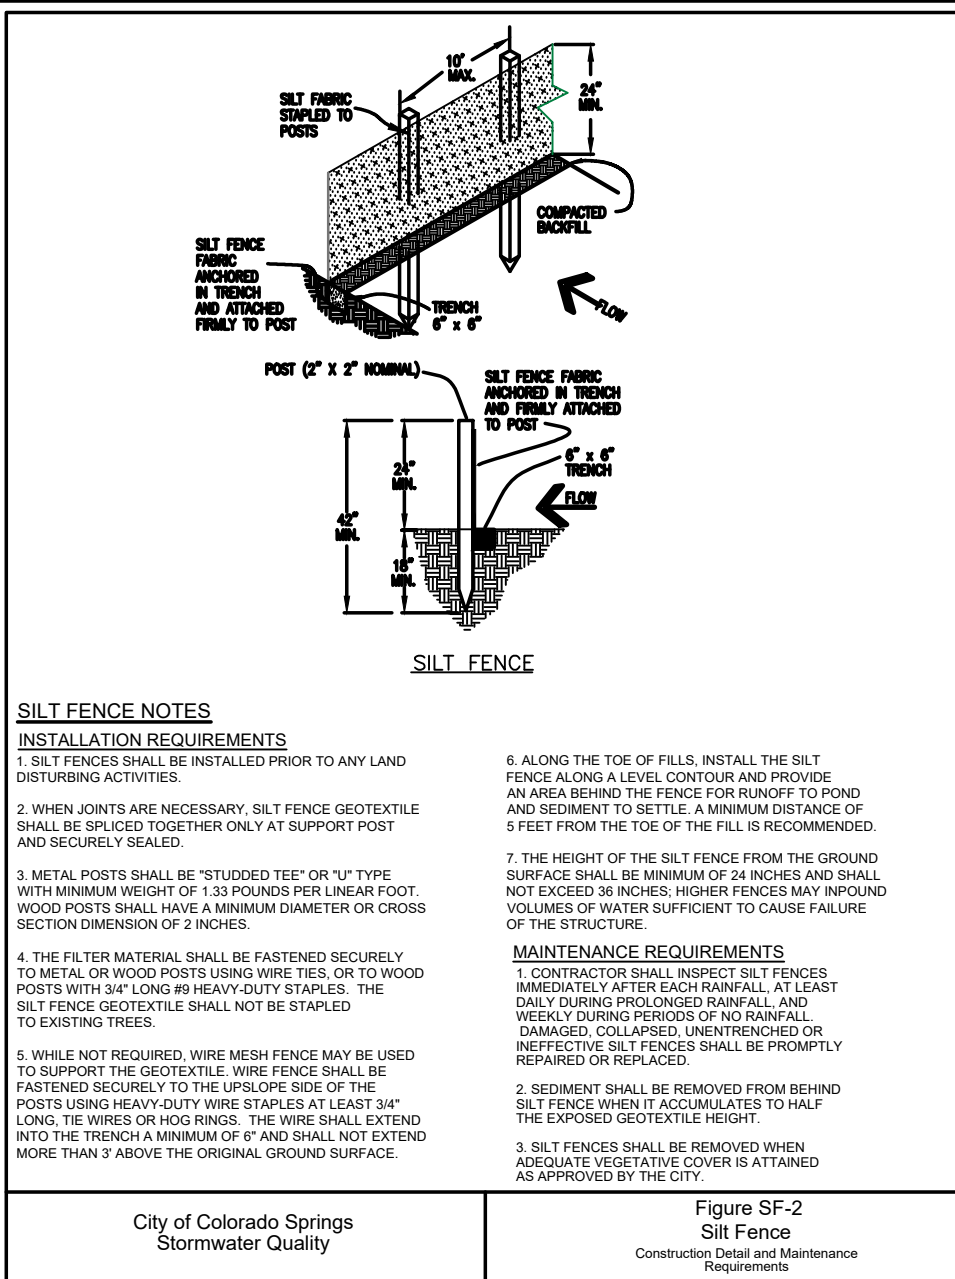 10'
MAX.
24"
MIN.
SILT FABRIC
STAPLED TO
POSTS
COMPACTED
BACKFILL
SILT FENCE
FABRIC
ANCHORED
IN TRENCH
AND ATTACHED
FIRMLY TO POST
TRENCH
6" x 6"
FLOW
POST (2" X 2" NOMINAL)
SILT FENCE FABRIC
ANCHORED IN TRENCH
AND FIRMLY ATTACHED
TO POST
6" x 6"
TRENCH
24"
MIN.
FLOW
42"
MIN.
18"
MIN.
SILT FENCE
SILT FENCE NOTES
INSTALLATION REQUIREMENTS
1. SILT FENCES SHALL BE INSTALLED PRIOR TO ANY LAND
DISTURBING ACTIVITIES.
2. WHEN JOINTS ARE NECESSARY, SILT FENCE GEOTEXTILE
SHALL BE SPLICED TOGETHER ONLY AT SUPPORT POST
AND SECURELY SEALED.
3. METAL POSTS SHALL BE "STUDDED TEE" OR "U" TYPE
WITH MINIMUM WEIGHT OF 1.33 POUNDS PER LINEAR FOOT.
WOOD POSTS SHALL HAVE A MINIMUM DIAMETER OR CROSS
SECTION DIMENSION OF 2 INCHES.
4. THE FILTER MATERIAL SHALL BE FASTENED SECURELY
TO METAL OR WOOD POSTS USING WIRE TIES, OR TO WOOD
POSTS WITH 3/4" LONG #9 HEAVY-DUTY STAPLES. THE
SILT FENCE GEOTEXTILE SHALL NOT BE STAPLED
TO EXISTING TREES.
5. WHILE NOT REQUIRED, WIRE MESH FENCE MAY BE USED
TO SUPPORT THE GEOTEXTILE. WIRE FENCE SHALL BE
FASTENED SECURELY TO THE UPSLOPE SIDE OF THE
POSTS USING HEAVY-DUTY WIRE STAPLES AT LEAST 3/4"
LONG, TIE WIRES OR HOG RINGS. THE WIRE SHALL EXTEND
INTO THE TRENCH A MINIMUM OF 6" AND SHALL NOT EXTEND
MORE THAN 3' ABOVE THE ORIGINAL GROUND SURFACE.
6. ALONG THE TOE OF FILLS, INSTALL THE SILT
FENCE ALONG A LEVEL CONTOUR AND PROVIDE
AN AREA BEHIND THE FENCE FOR RUNOFF TO POND
AND SEDIMENT TO SETTLE. A MINIMUM DISTANCE OF
5 FEET FROM THE TOE OF THE FILL IS RECOMMENDED.
7. THE HEIGHT OF THE SILT FENCE FROM THE GROUND
SURFACE SHALL BE MINIMUM OF 24 INCHES AND SHALL
NOT EXCEED 36 INCHES; HIGHER FENCES MAY INPOUND
VOLUMES OF WATER SUFFICIENT TO CAUSE FAILURE
OF THE STRUCTURE.
MAINTENANCE REQUIREMENTS
1. CONTRACTOR SHALL INSPECT SILT FENCES
IMMEDIATELY AFTER EACH RAINFALL, AT LEAST
DAILY DURING PROLONGED RAINFALL, AND
WEEKLY DURING PERIODS OF NO RAINFALL.
DAMAGED, COLLAPSED, UNENTRENCHED OR
INEFFECTIVE SILT FENCES SHALL BE PROMPTLY
REPAIRED OR REPLACED.
2. SEDIMENT SHALL BE REMOVED FROM BEHIND
SILT FENCE WHEN IT ACCUMULATES TO HALF
THE EXPOSED GEOTEXTILE HEIGHT.
3. SILT FENCES SHALL BE REMOVED WHEN
ADEQUATE VEGETATIVE COVER IS ATTAINED
AS APPROVED BY THE CITY.
City of Colorado Springs
Stormwater Quality
Figure SF-2
Silt Fence
Construction Detail and Maintenance
Requirements